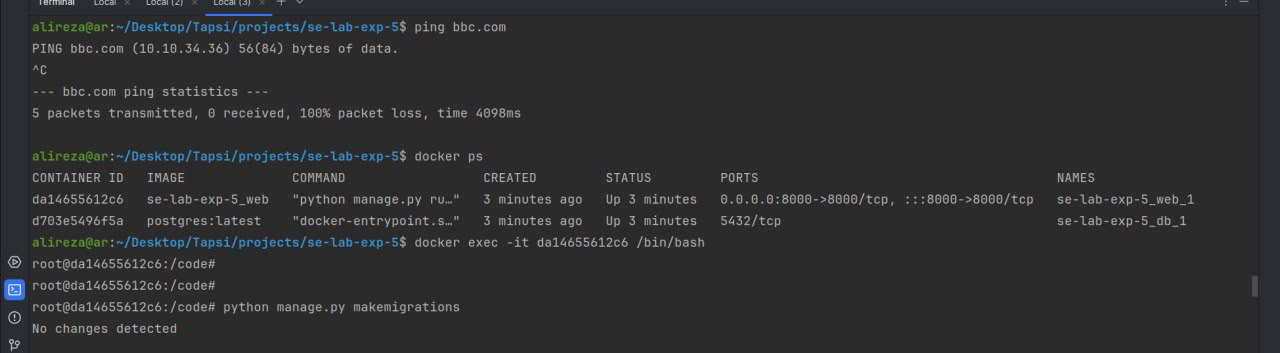 Terminal Local × Local (2) × Local (3) × +
alireza@ar:~/Desktop/Tapsi/projects/se-lab-exp-5$ ping bbc.com
PING bbc.com (10.10.34.36) 56(84) bytes of data.
^C
--- bbc.com ping statistics ---
5 packets transmitted, 0 received, 100% packet loss, time 4098ms
alireza@ar:~/Desktop/Tapsi/projects/se-lab-exp-5$ docker ps
CONTAINER ID   IMAGE             COMMAND                  CREATED         STATUS         PORTS                                       NAMES
da14655612c6   se-lab-exp-5_web  "python manage.py ru…"   3 minutes ago   Up 3 minutes   0.0.0.0:8000->8000/tcp, :::8000->8000/tcp   se-lab-exp-5_web_1
d703e5496f5a   postgres:latest   "docker-entrypoint.s…"   3 minutes ago   Up 3 minutes   5432/tcp                                    se-lab-exp-5_db_1
alireza@ar:~/Desktop/Tapsi/projects/se-lab-exp-5$ docker exec -it da14655612c6 /bin/bash
root@da14655612c6:/code#
root@da14655612c6:/code#
root@da14655612c6:/code# python manage.py makemigrations
No changes detected